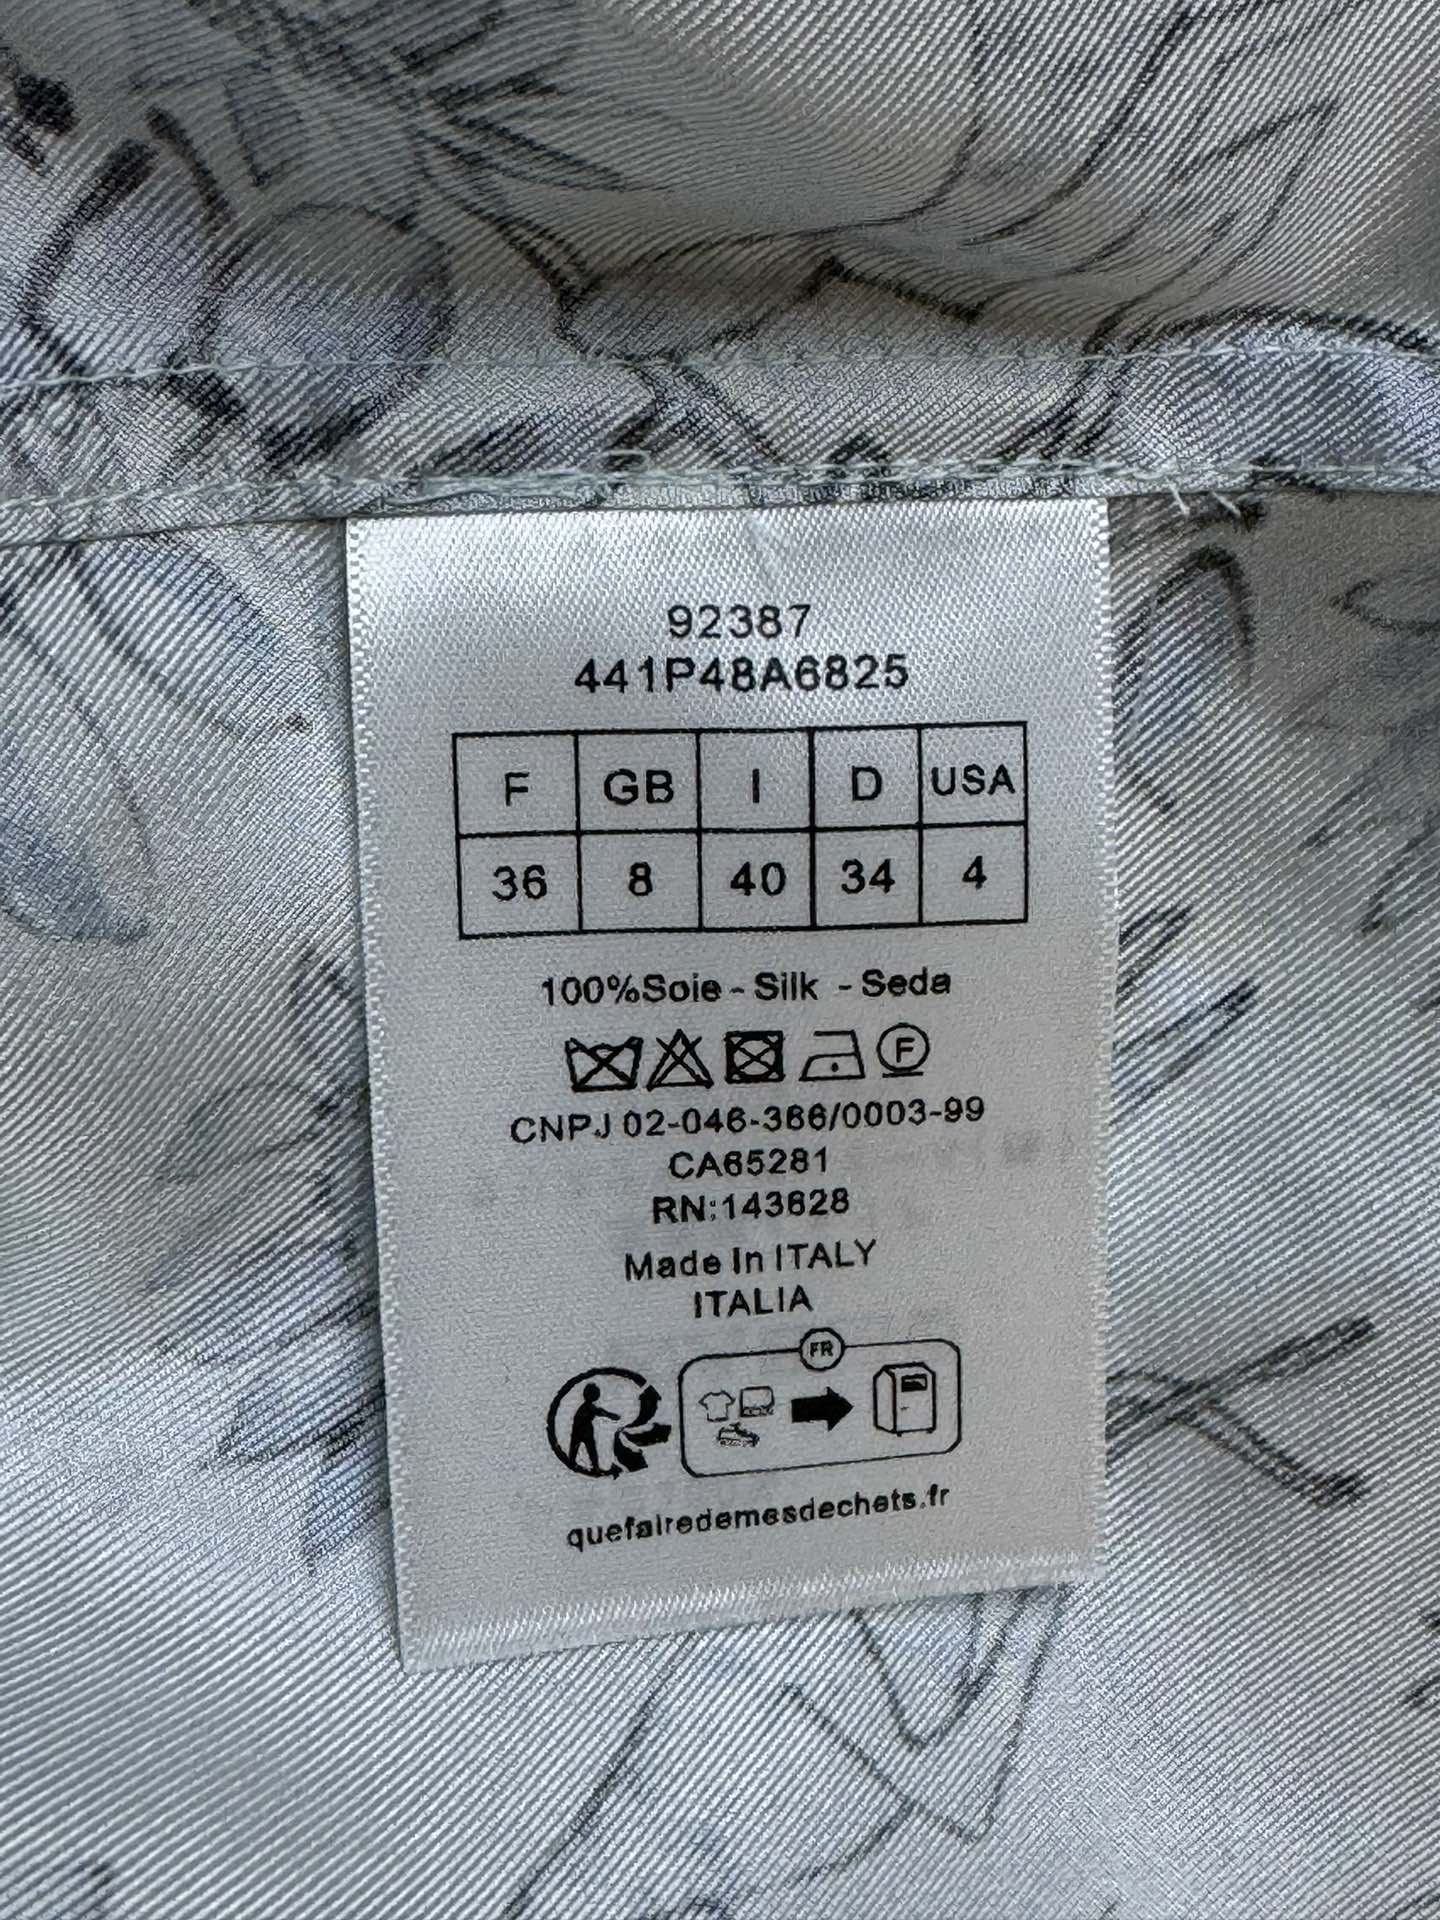 92387
441P48A6825
F GB I D USA
36 8 40 34 4
100%Soie - Silk - Seda
F
CNPJ 02-046-366/0003-99
CA65281
RN:143628
Made In ITALY
ITALIA
FR
quefairedemesdechets.fr